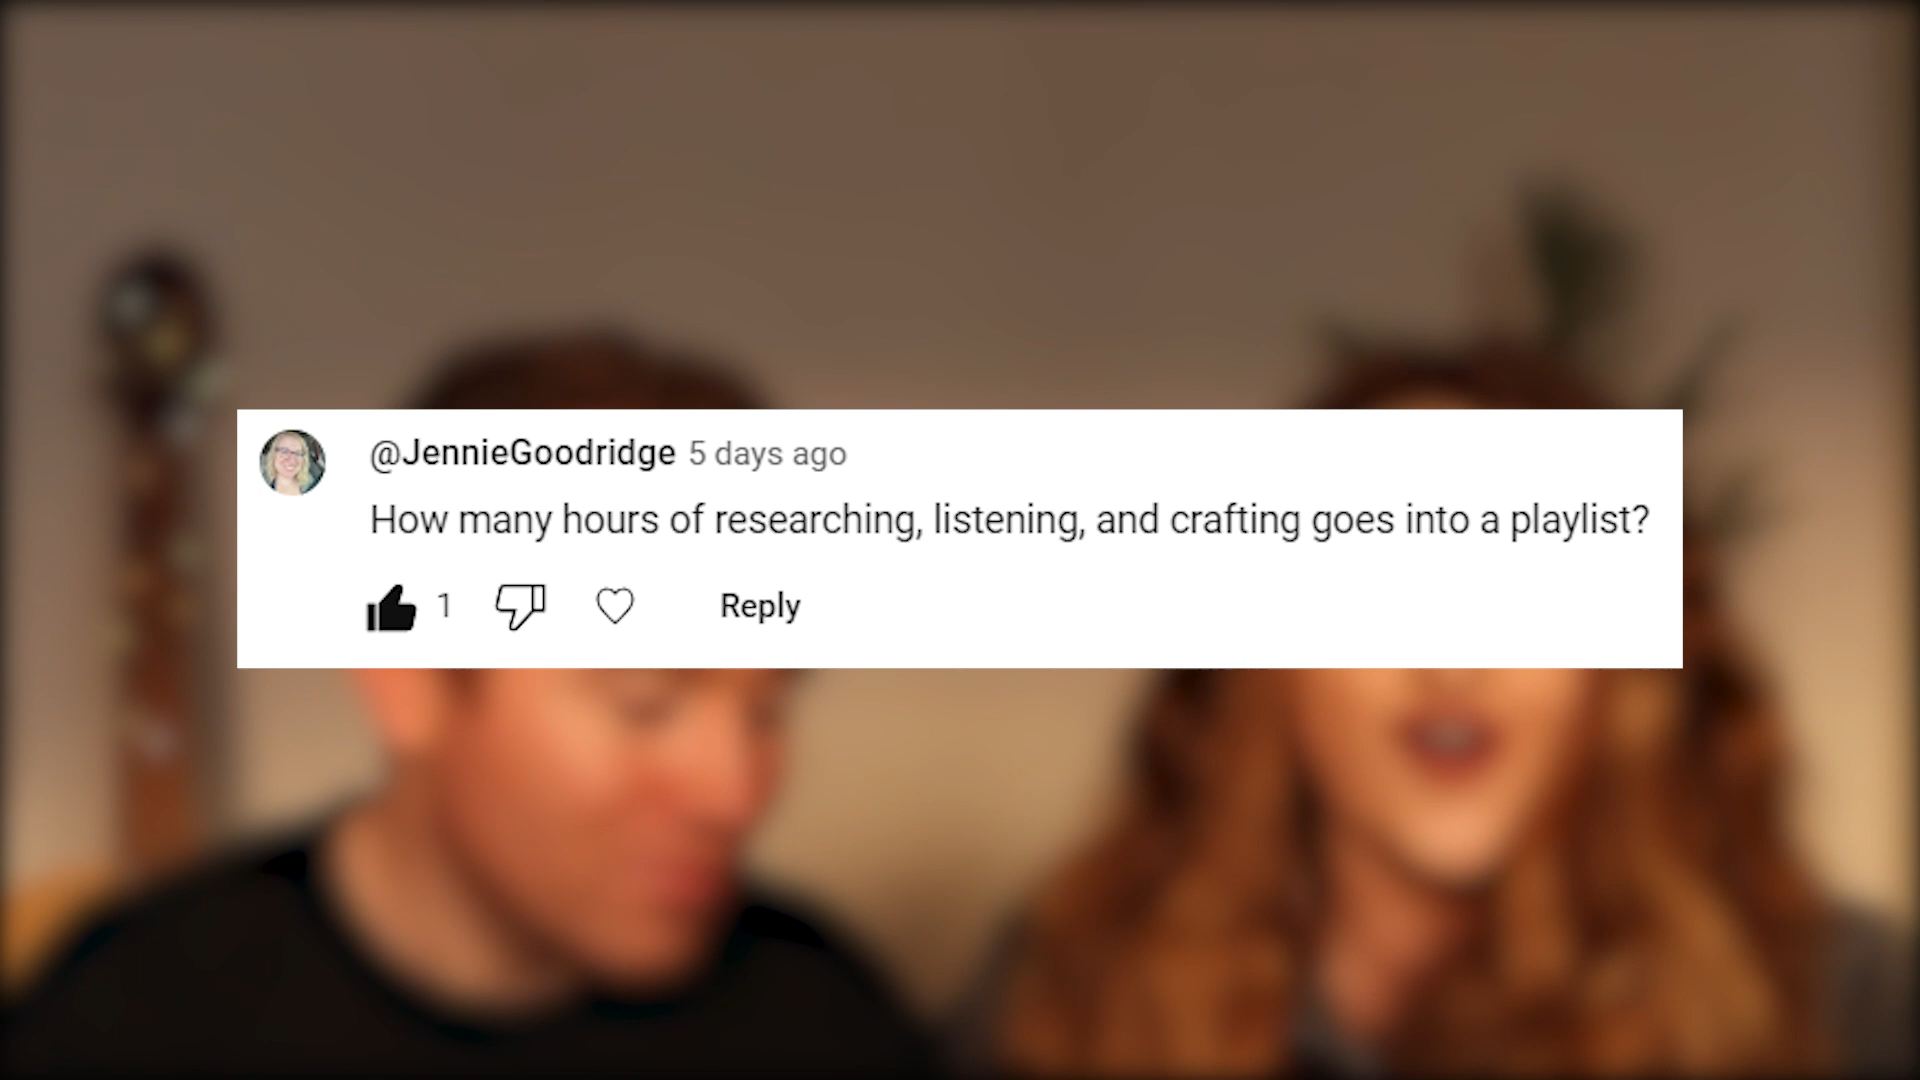 @JennieGoodridge 5 days ago
How many hours of researching, listening, and crafting goes into a playlist?
1 Reply